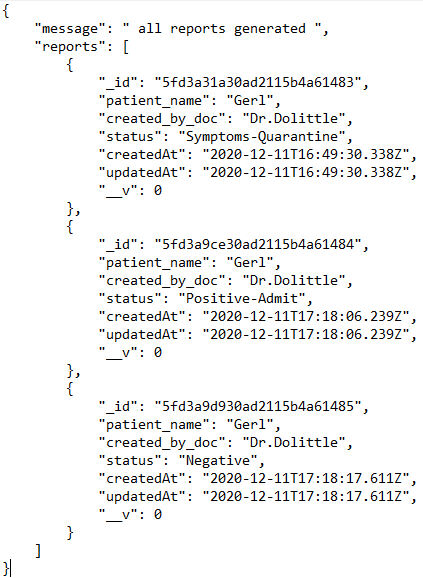 {
    "message": " all reports generated ",
    "reports": [
        {
            "_id": "5fd3a31a30ad2115b4a61483",
            "patient_name": "Gerl",
            "created_by_doc": "Dr.Dolittle",
            "status": "Symptoms-Quarantine",
            "createdAt": "2020-12-11T16:49:30.338Z",
            "updatedAt": "2020-12-11T16:49:30.338Z",
            "__v": 0
        },
        {
            "_id": "5fd3a9ce30ad2115b4a61484",
            "patient_name": "Gerl",
            "created_by_doc": "Dr.Dolittle",
            "status": "Positive-Admit",
            "createdAt": "2020-12-11T17:18:06.239Z",
            "updatedAt": "2020-12-11T17:18:06.239Z",
            "__v": 0
        },
        {
            "_id": "5fd3a9d930ad2115b4a61485",
            "patient_name": "Gerl",
            "created_by_doc": "Dr.Dolittle",
            "status": "Negative",
            "createdAt": "2020-12-11T17:18:17.611Z",
            "updatedAt": "2020-12-11T17:18:17.611Z",
            "__v": 0
        }
    ]
}